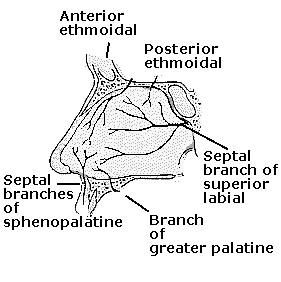 Anterior
ethmoidal
Posterior
ethmoidal
Septal
branch of
superior
labial
Septal
branches
of
sphenopalatine
Branch
of
greater palatine